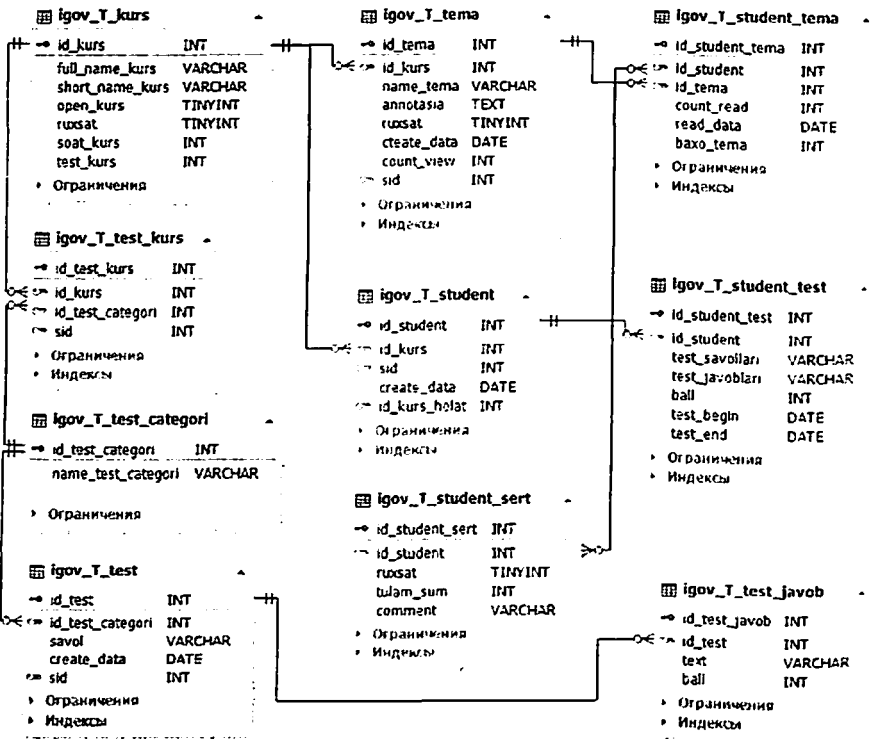 igov_T_kurs
id_kurs INT
full_name_kurs VARCHAR
short_name_kurs VARCHAR
open_kurs TINYINT
ruxsat TINYINT
soat_kurs INT
test_kurs INT
Ограничения
igov_T_tema
id_tema INT
id_kurs INT
name_tema VARCHAR
annotasia TEXT
ruxsat TINYINT
cteate_data DATE
count_view INT
sid INT
Ограничения
Индексы
igov_T_student_tema
id_student_tema INT
id_student INT
id_tema INT
count_read INT
read_data DATE
baxo_tema INT
Ограничения
Индексы
igov_T_test_kurs
id_test_kurs INT
id_kurs INT
id_test_categori INT
sid INT
Ограничения
Индексы
igov_T_student
id_student INT
id_kurs INT
sid INT
create_data DATE
id_kurs_holat INT
Ограничения
Индексы
igov_T_student_test
id_student_test INT
id_student INT
test_savollari VARCHAR
test_javoblari VARCHAR
ball INT
test_begin DATE
test_end DATE
Ограничения
Индексы
igov_T_test_categori
id_test_categori INT
name_test_categori VARCHAR
Ограничения
igov_T_student_sert
id_student_sert INT
id_student INT
ruxsat TINYINT
tulam_sum INT
comment VARCHAR
Ограничения
Индексы
igov_T_test
id_test INT
id_test_categori INT
savol VARCHAR
create_data DATE
sid INT
Ограничения
Индексы
igov_T_test_javob
id_test_javob INT
id_test INT
text VARCHAR
ball INT
Ограничения
Индексы